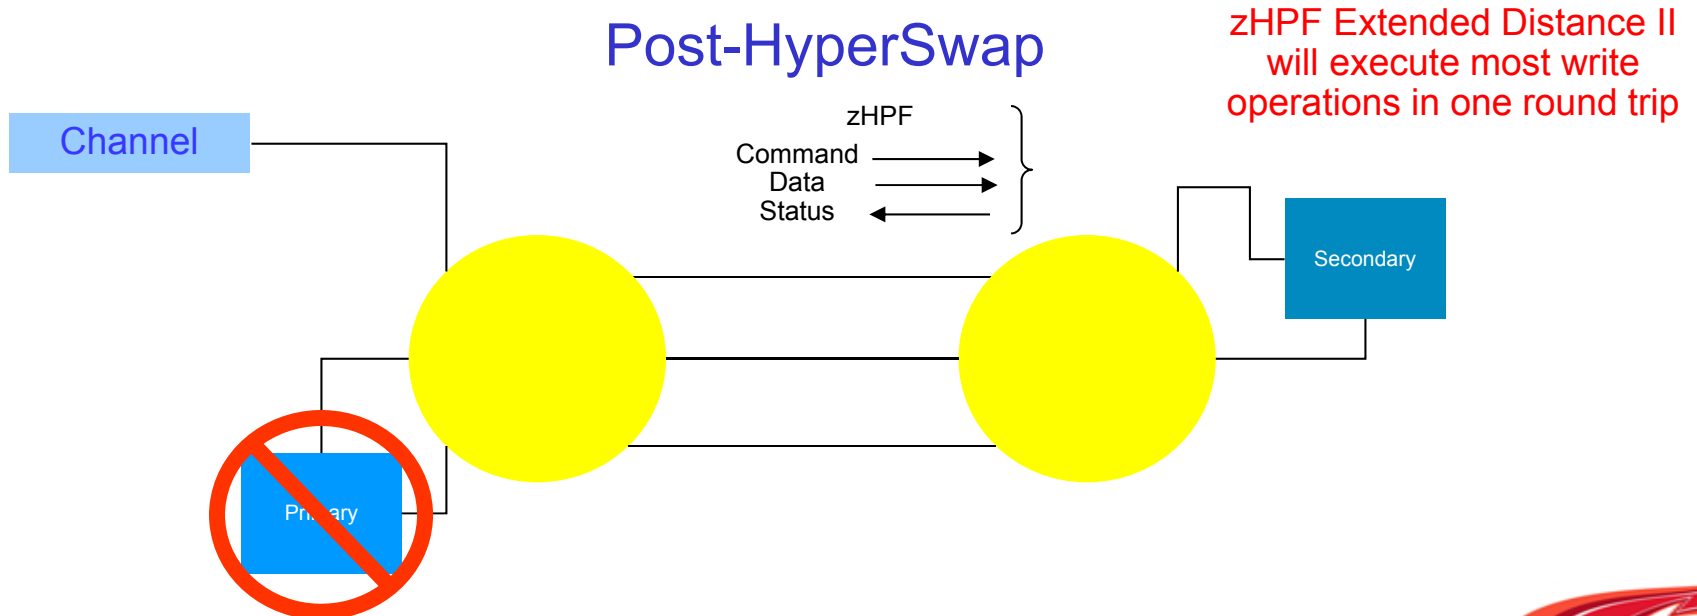 Post-HyperSwap
zHPF Extended Distance II
will execute most write
operations in one round trip
Channel
zHPF
Command
Data
Status
Secondary
Primary